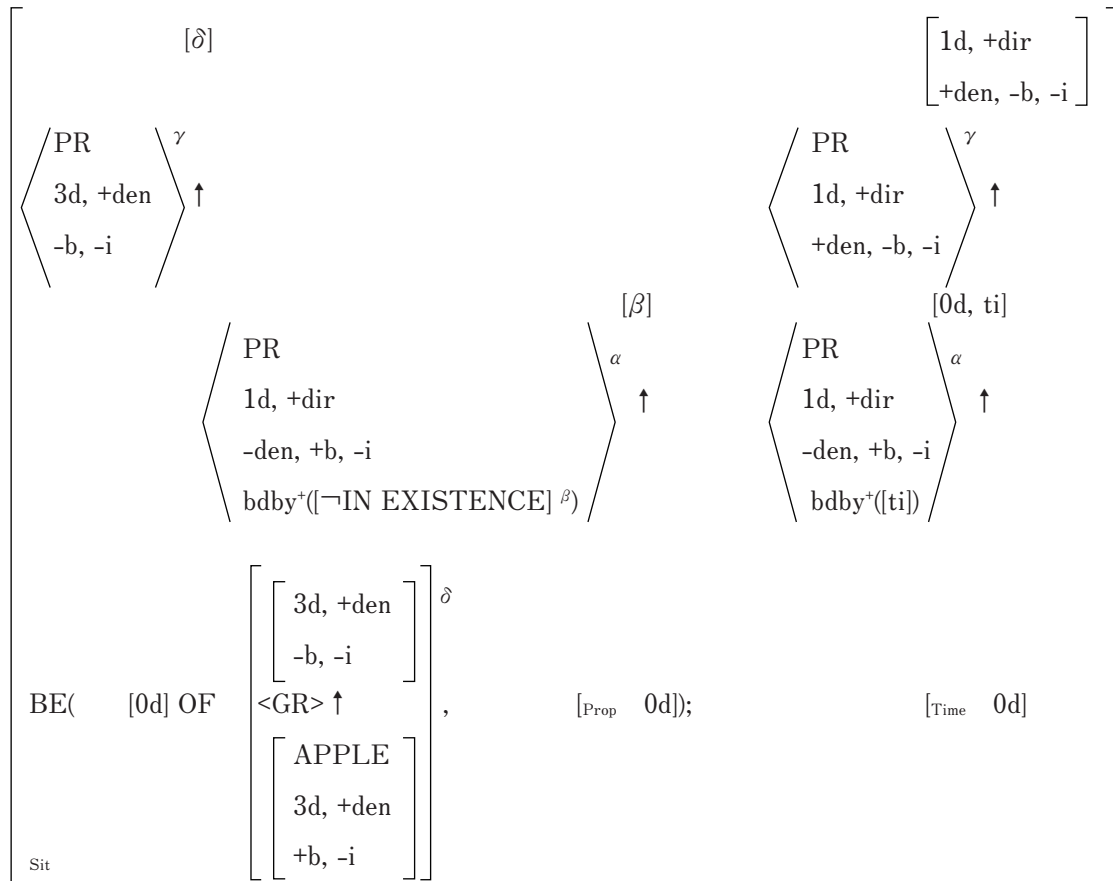 [δ]
1d, +dir
+den, -b, -i
PR γ PR γ
3d, +den ↑ 1d, +dir ↑
-b, -i +den, -b, -i
[β] [0d, ti]
PR α PR α
1d, +dir ↑ 1d, +dir ↑
-den, +b, -i -den, +b, -i
bdby⁺([¬IN EXISTENCE] β) bdby⁺([ti])
3d, +den δ
-b, -i
BE( [0d] OF <GR> ↑ , [Prop 0d]); [Time 0d]
APPLE
3d, +den
+b, -i
Sit